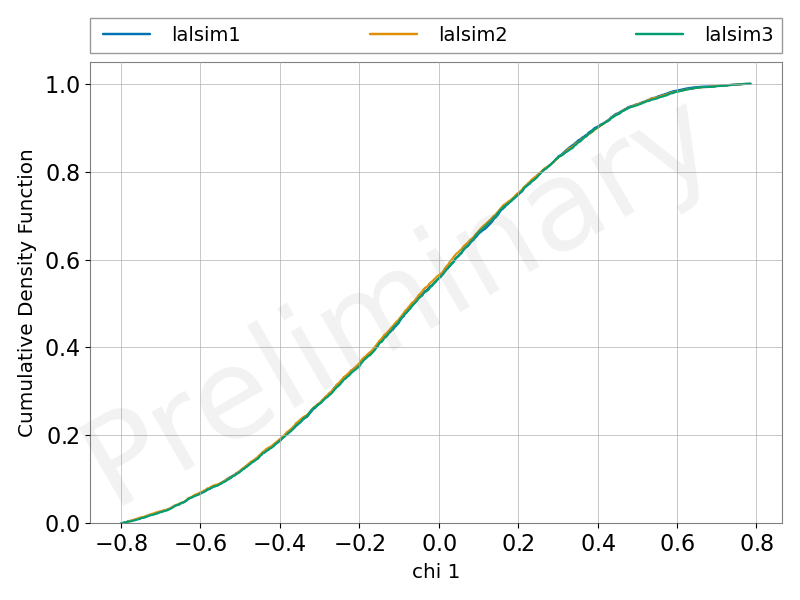 lalsim1 lalsim2 lalsim3
1.0
0.8
0.6
0.4
0.2
0.0
Cumulative Density Function
Preliminary
−0.8 −0.6 −0.4 −0.2 0.0 0.2 0.4 0.6 0.8
chi 1